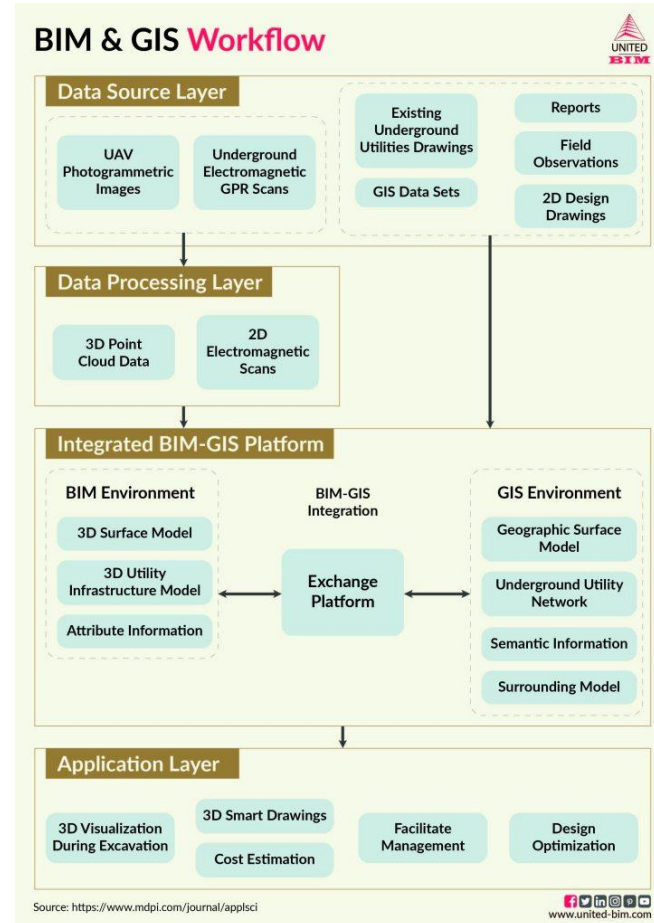 BIM & GIS Workflow
UNITED
BIM
Data Source Layer
UAV
Photogrammetric
Images
Underground
Electromagnetic
GPR Scans
Existing
Underground
Utilities Drawings
GIS Data Sets
Reports
Field
Observations
2D Design
Drawings
Data Processing Layer
3D Point
Cloud Data
2D
Electromagnetic
Scans
Integrated BIM-GIS Platform
BIM Environment
3D Surface Model
3D Utility
Infrastructure Model
Attribute Information
BIM-GIS
Integration
Exchange
Platform
GIS Environment
Geographic Surface
Model
Underground Utility
Network
Semantic Information
Surrounding Model
Application Layer
3D Visualization
During Excavation
3D Smart Drawings
Cost Estimation
Facilitate
Management
Design
Optimization
Source: https://www.mdpi.com/journal/applsci
www.united-bim.com